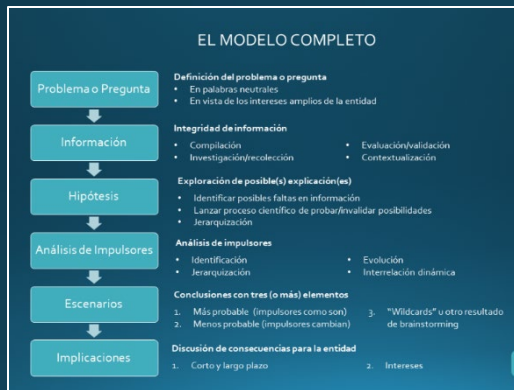 EL MODELO COMPLETO
Problema o Pregunta
Definición del problema o pregunta
• En palabras neutrales
• En vista de los intereses amplios de la entidad
Información
Integridad de información
• Compilación
• Investigación/recolección
• Evaluación/validación
• Contextualización
Hipótesis
Exploración de posible(s) explicación(es)
• Identificar posibles faltas en información
• Lanzar proceso científico de probar/invalidar posibilidades
• Jerarquización
Análisis de Impulsores
Análisis de impulsores
• Identificación
• Jerarquización
• Evolución
• Interrelación dinámica
Escenarios
Conclusiones con tres (o más) elementos
1. Más probable (impulsores como son)
2. Menos probable (impulsores cambian)
3. "Wildcards" u otro resultado
de brainstorming
Implicaciones
Discusión de consecuencias para la entidad
1. Corto y largo plazo
2. Intereses